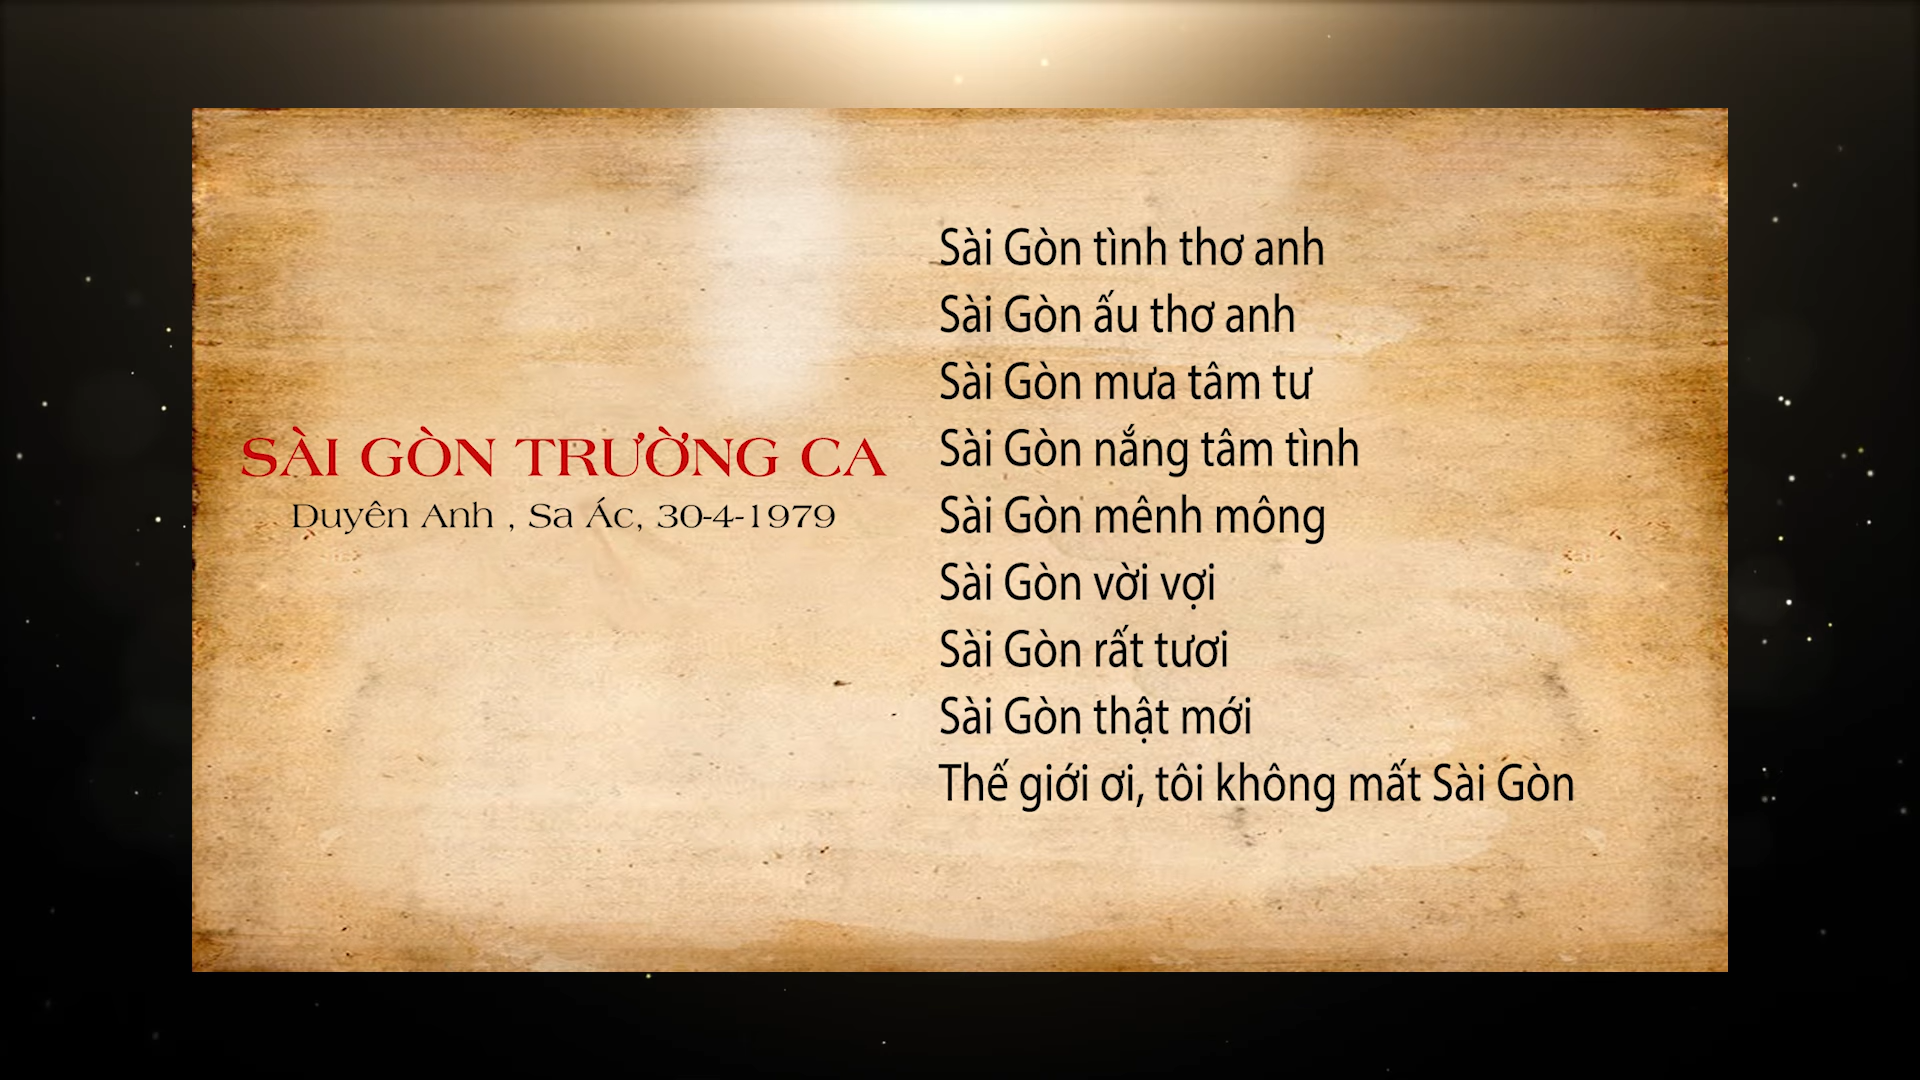 SÀI GÒN TRƯỜNG CA
Duyên Anh , Sa Ác, 30-4-1979
Sài Gòn tình thơ anh
Sài Gòn ấu thơ anh
Sài Gòn mưa tâm tư
Sài Gòn nắng tâm tình
Sài Gòn mênh mông
Sài Gòn vời vợi
Sài Gòn rất tươi
Sài Gòn thật mới
Thế giới ơi, tôi không mất Sài Gòn